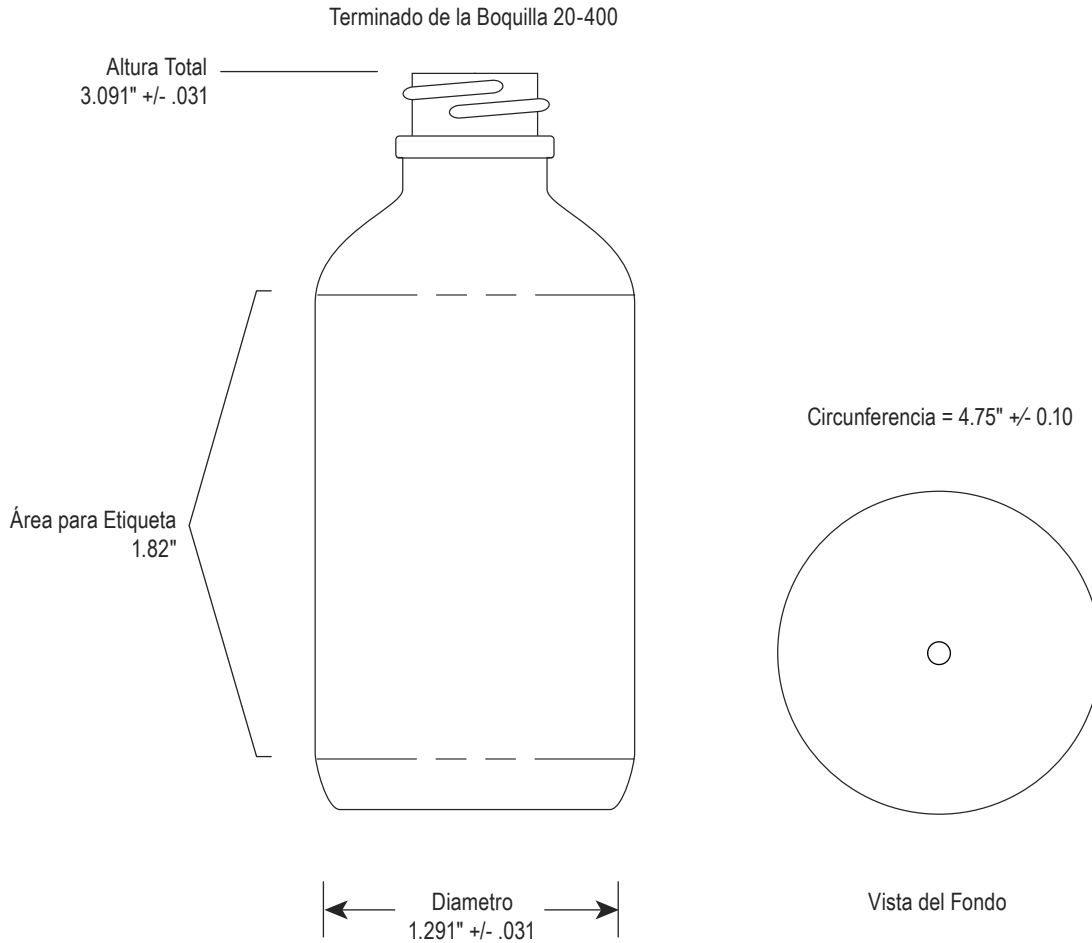 Terminado de la Boquilla 20-400
Altura Total
3.091" +/- .031
Circunferencia = 4.75" +/- 0.10
Área para Etiqueta
1.82"
Diametro
1.291" +/- .031
Vista del Fondo